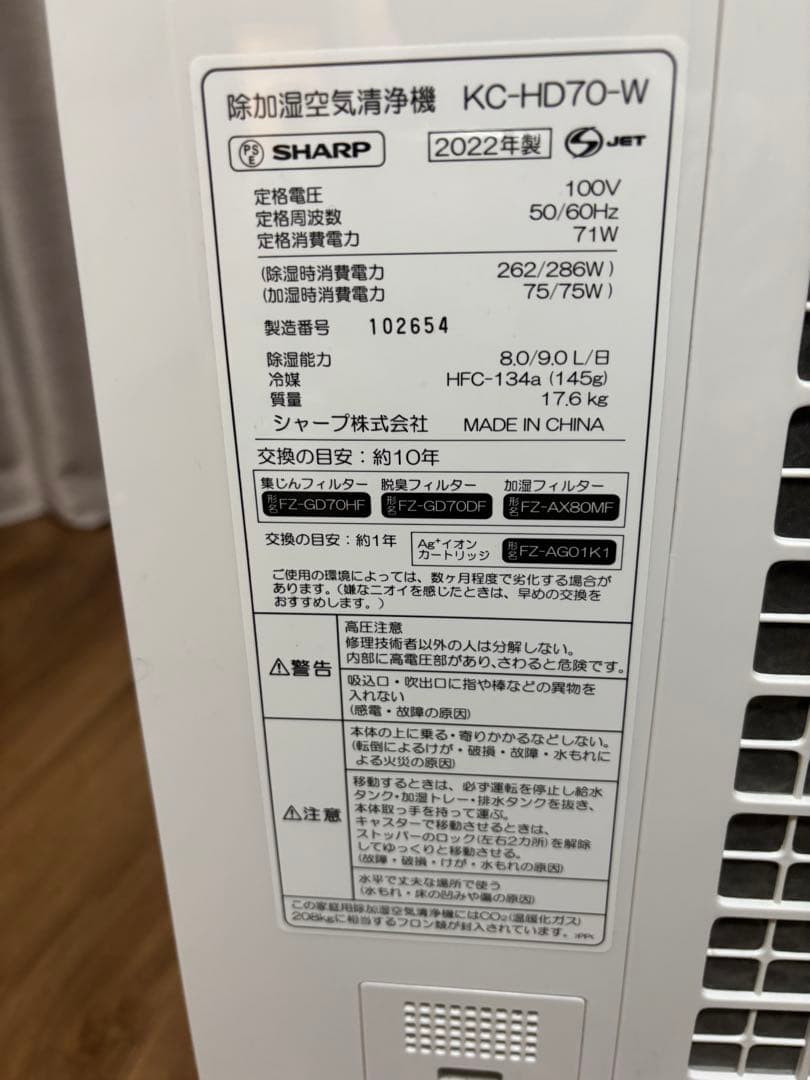 除加湿空気清浄機 KC-HD70-W
PS E SHARP 2022年製 S JET
定格電圧 100V
定格周波数 50/60Hz
定格消費電力 71W
(除湿時消費電力 262/286W)
(加湿時消費電力 75/75W)
製造番号 102654
除湿能力 8.0/9.0 L/日
冷媒 HFC-134a (145g)
質量 17.6 kg
シャープ株式会社 MADE IN CHINA
交換の目安：約10年
集じんフィルター 脱臭フィルター 加湿フィルター
形名 FZ-GD70HF 形名 FZ-GD70DF 形名 FZ-AX80MF
交換の目安：約1年 Ag⁺イオンカートリッジ 形名 FZ-AG01K1
ご使用の環境によっては、数ヶ月程度で劣化する場合が
あります。（嫌なニオイを感じたときは、早めの交換を
おすすめします。）
⚠警告
高圧注意
修理技術者以外の人は分解しない。
内部に高電圧部があり、さわると危険です。
吸込口・吹出口に指や棒などの異物を
入れない
(感電・故障の原因)
⚠注意
本体の上に乗る・寄りかかるなどしない。
(転倒によるけが・破損・故障・水もれに
よる火災の原因)
移動するときは、必ず運転を停止し給水
タンク・加湿トレー・排水タンクを抜き、
本体取っ手を持って運ぶ。
キャスターで移動させるときは、
ストッパーのロック(左右2カ所)を解除
してゆっくりと移動させる。
(故障・破損・けが・水もれの原因)
水平で丈夫な場所で使う
(水もれ・床の凹みや傷の原因)
この家庭用除加湿空気清浄機にはCO₂(温暖化ガス)
208kgに相当するフロン類が封入されています。 >PP<